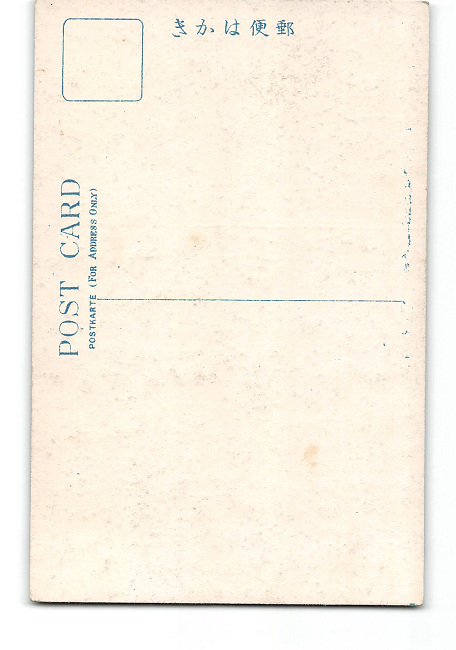 郵便はかき
POST CARD
POSTKARTE (FOR ADDRESS ONLY)